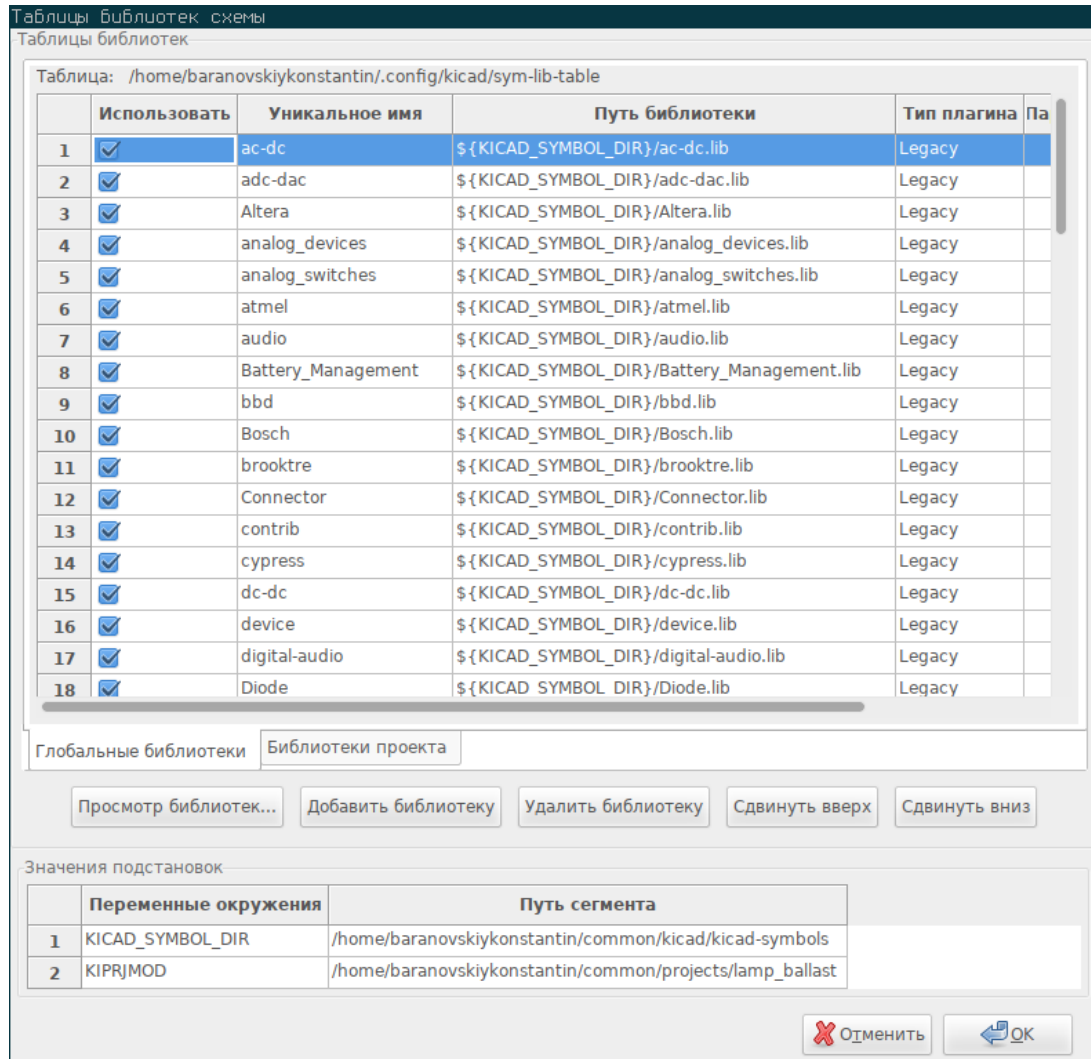 Таблицы библиотек схемы
Таблицы библиотек
Таблица: /home/baranovskiykonstantin/.config/kicad/sym-lib-table
Использовать Уникальное имя Путь библиотеки Тип плагина Па
1 ac-dc ${KICAD_SYMBOL_DIR}/ac-dc.lib Legacy
2 adc-dac ${KICAD_SYMBOL_DIR}/adc-dac.lib Legacy
3 Altera ${KICAD_SYMBOL_DIR}/Altera.lib Legacy
4 analog_devices ${KICAD_SYMBOL_DIR}/analog_devices.lib Legacy
5 analog_switches ${KICAD_SYMBOL_DIR}/analog_switches.lib Legacy
6 atmel ${KICAD_SYMBOL_DIR}/atmel.lib Legacy
7 audio ${KICAD_SYMBOL_DIR}/audio.lib Legacy
8 Battery_Management ${KICAD_SYMBOL_DIR}/Battery_Management.lib Legacy
9 bbd ${KICAD_SYMBOL_DIR}/bbd.lib Legacy
10 Bosch ${KICAD_SYMBOL_DIR}/Bosch.lib Legacy
11 brooktre ${KICAD_SYMBOL_DIR}/brooktre.lib Legacy
12 Connector ${KICAD_SYMBOL_DIR}/Connector.lib Legacy
13 contrib ${KICAD_SYMBOL_DIR}/contrib.lib Legacy
14 cypress ${KICAD_SYMBOL_DIR}/cypress.lib Legacy
15 dc-dc ${KICAD_SYMBOL_DIR}/dc-dc.lib Legacy
16 device ${KICAD_SYMBOL_DIR}/device.lib Legacy
17 digital-audio ${KICAD_SYMBOL_DIR}/digital-audio.lib Legacy
18 Diode ${KICAD_SYMBOL_DIR}/Diode.lib Legacy
Глобальные библиотеки Библиотеки проекта
Просмотр библиотек... Добавить библиотеку Удалить библиотеку Сдвинуть вверх Сдвинуть вниз
Значения подстановок
Переменные окружения Путь сегмента
1 KICAD_SYMBOL_DIR /home/baranovskiykonstantin/common/kicad/kicad-symbols
2 KIPRJMOD /home/baranovskiykonstantin/common/projects/lamp_ballast
Отменить OK